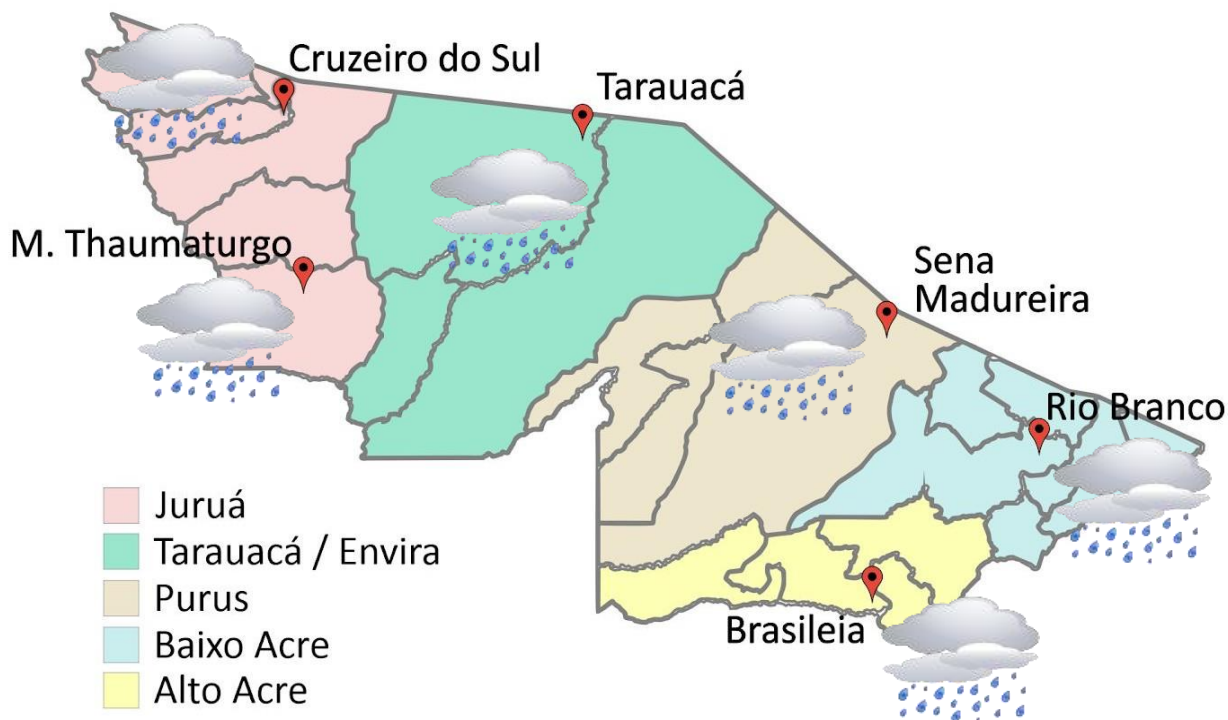 Cruzeiro do Sul
Tarauacá
M. Thaumaturgo
Sena
Madureira
Rio Branco
Brasileia
Juruá
Tarauacá / Envira
Purus
Baixo Acre
Alto Acre